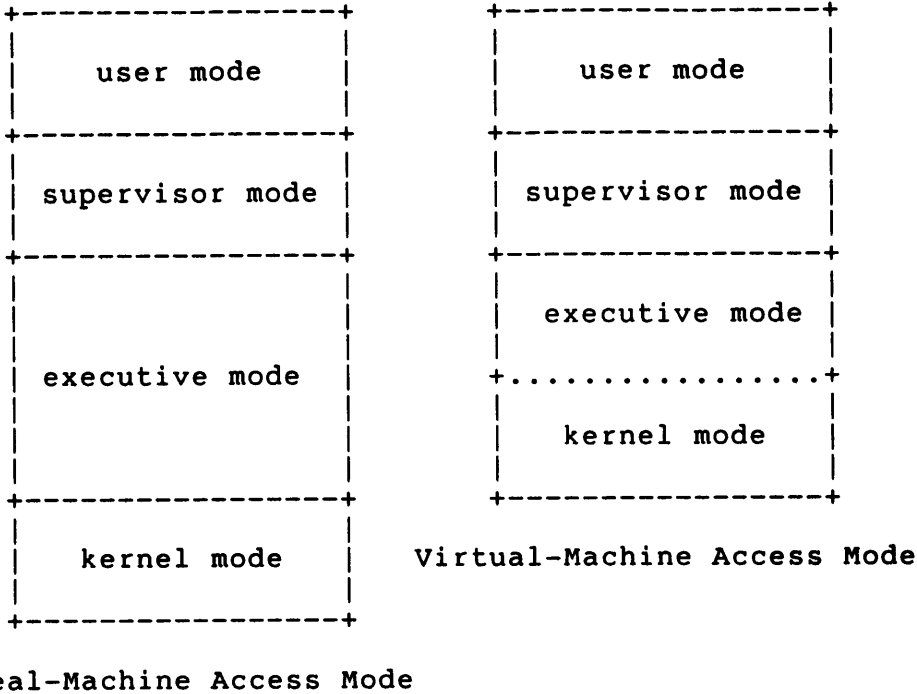 user mode
supervisor mode
executive mode
kernel mode
eal-Machine Access Mode
user mode
supervisor mode
executive mode
kernel mode
Virtual-Machine Access Mode